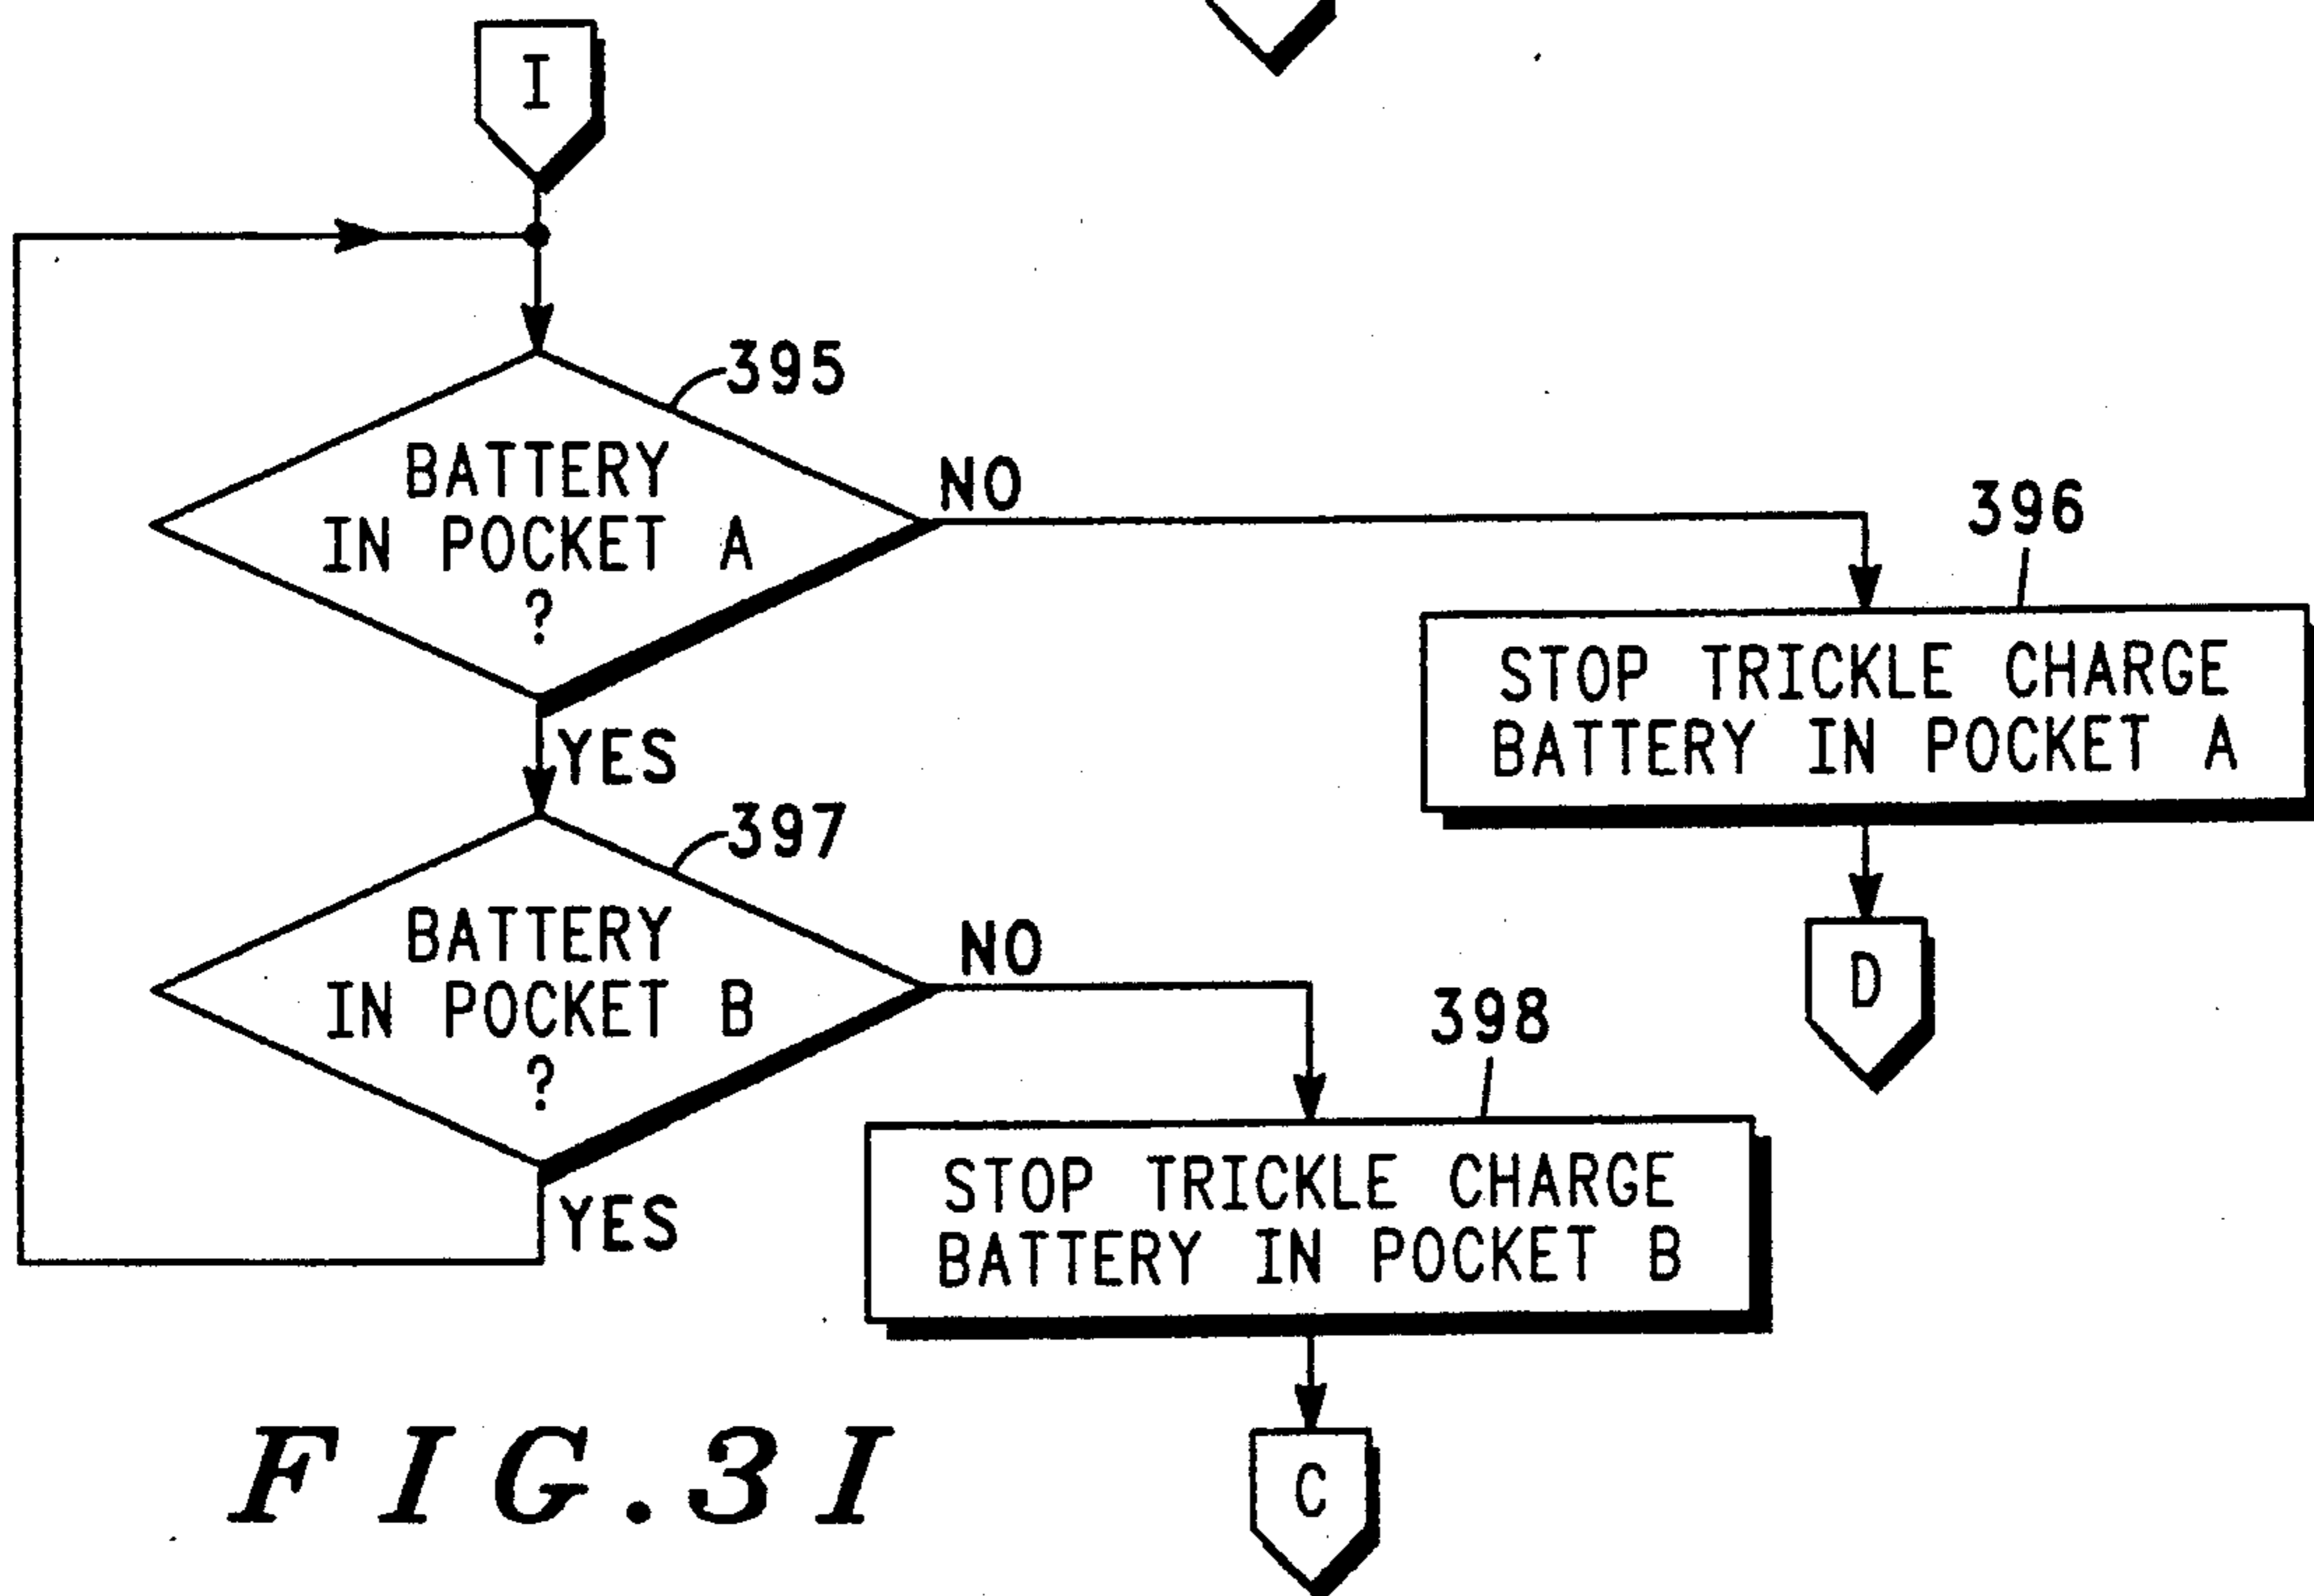 I
395
BATTERY
IN POCKET A
?
NO
396
STOP TRICKLE CHARGE
BATTERY IN POCKET A
YES
D
397
BATTERY
IN POCKET B
?
NO
398
STOP TRICKLE CHARGE
BATTERY IN POCKET B
YES
C
FIG.3I